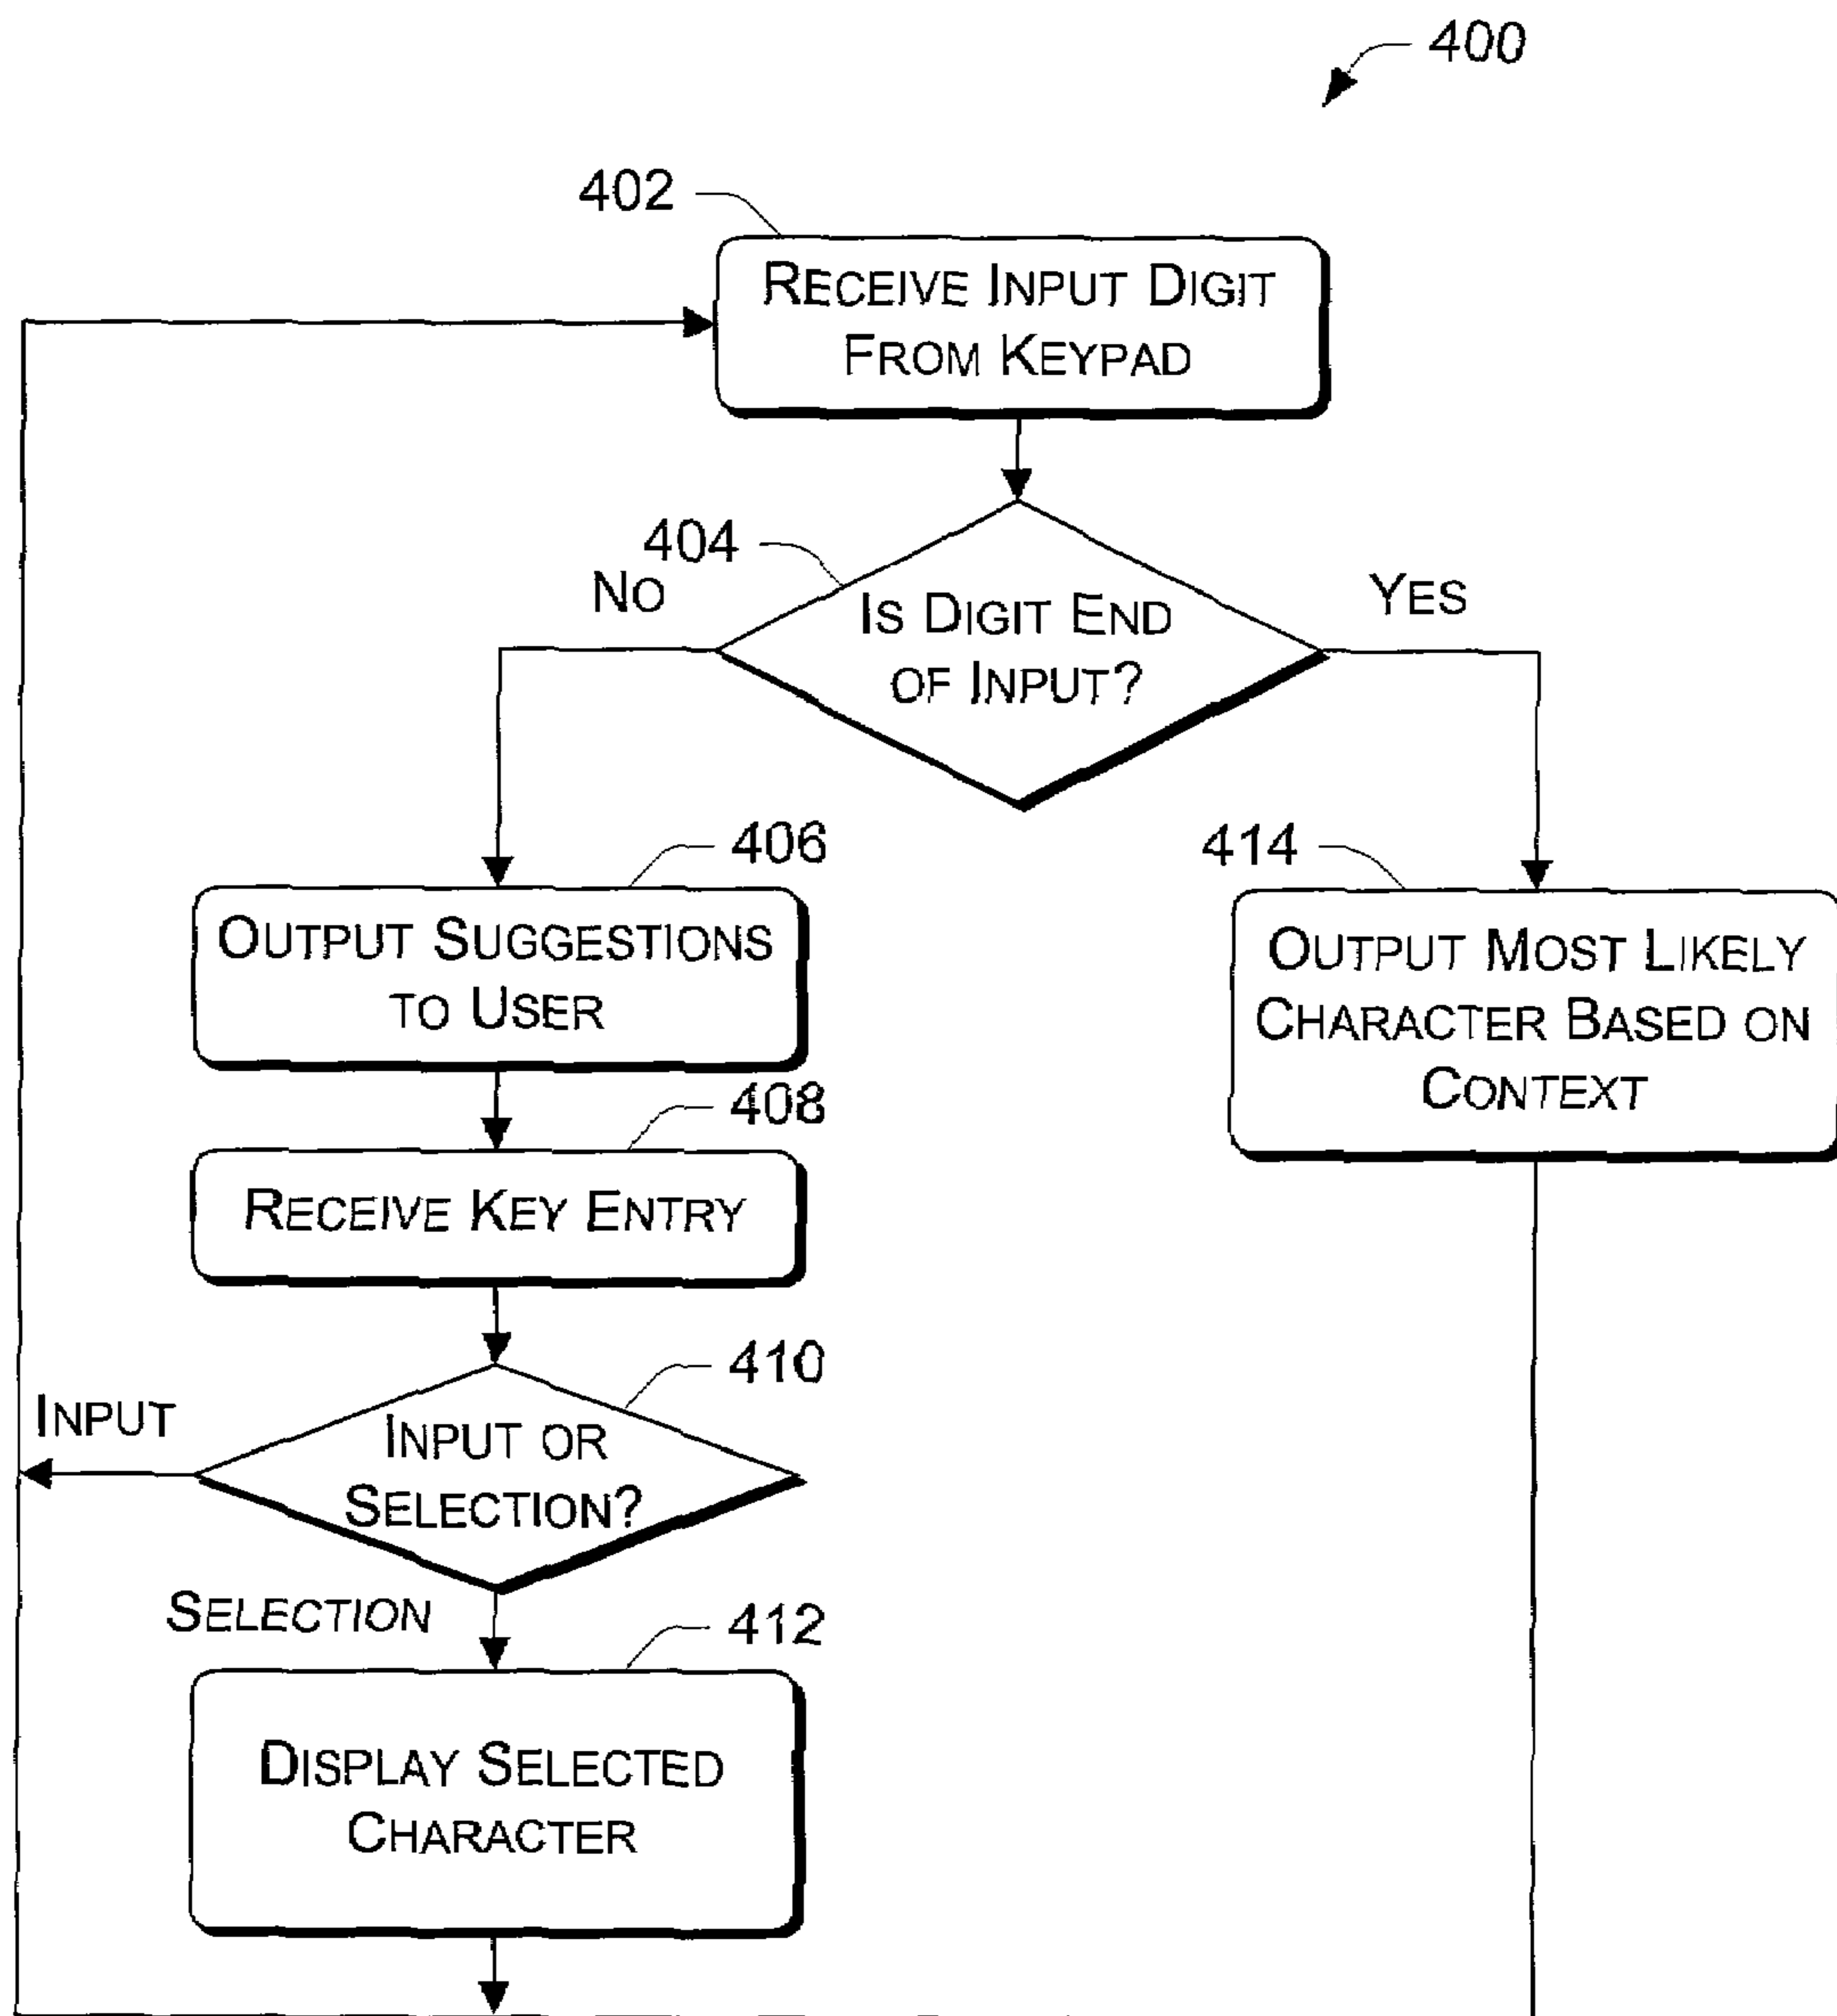 400
402
RECEIVE INPUT DIGIT
FROM KEYPAD
404
NO
YES
IS DIGIT END
OF INPUT?
406
414
OUTPUT SUGGESTIONS
TO USER
OUTPUT MOST LIKELY
CHARACTER BASED ON
CONTEXT
408
RECEIVE KEY ENTRY
410
INPUT
INPUT OR
SELECTION?
SELECTION
412
DISPLAY SELECTED
CHARACTER